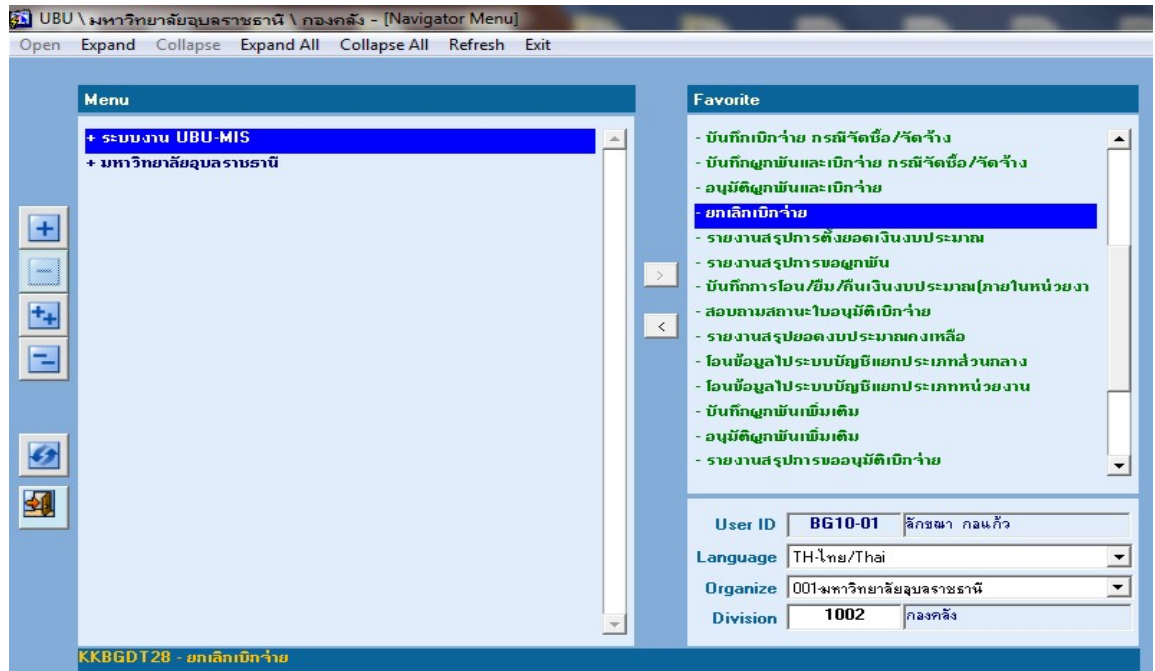 UBU \ มหาวิทยาลัยอุบลราชธานี \ กองคลัง - [Navigator Menu]
Open Expand Collapse Expand All Collapse All Refresh Exit
Menu
+ ระบบงาน UBU-MIS
+ มหาวิทยาลัยอุบลราชธานี
Favorite
- บันทึกเบิกจ่าย กรณีจัดซื้อ/จัดจ้าง
- บันทึกผูกพันและเบิกจ่าย กรณีจัดซื้อ/จัดจ้าง
- อนุมัติผูกพันและเบิกจ่าย
- ยกเลิกเบิกจ่าย
- รายงานสรุปการตั้งยอดเงินงบประมาณ
- รายงานสรุปการขอผูกพัน
- บันทึกการโอน/ยืม/คืนเงินงบประมาณ(ภายในหน่วยงา
- สอบถามสถานะใบอนุมัติเบิกจ่าย
- รายงานสรุปยอดงบประมาณคงเหลือ
- โอนข้อมูลไประบบบัญชีแยกประเภทส่วนกลาง
- โอนข้อมูลไประบบบัญชีแยกประเภทหน่วยงาน
- บันทึกผูกพันเพิ่มเติม
- อนุมัติผูกพันเพิ่มเติม
- รายงานสรุปการขออนุมัติเบิกจ่าย
> 
<
User ID BG10-01 ลักขณา กอแก้ว
Language TH-ไทย/Thai
Organize 001-มหาวิทยาลัยอุบลราชธานี
Division 1002 กองคลัง
KKBGDT28 - ยกเลิกเบิกจ่าย